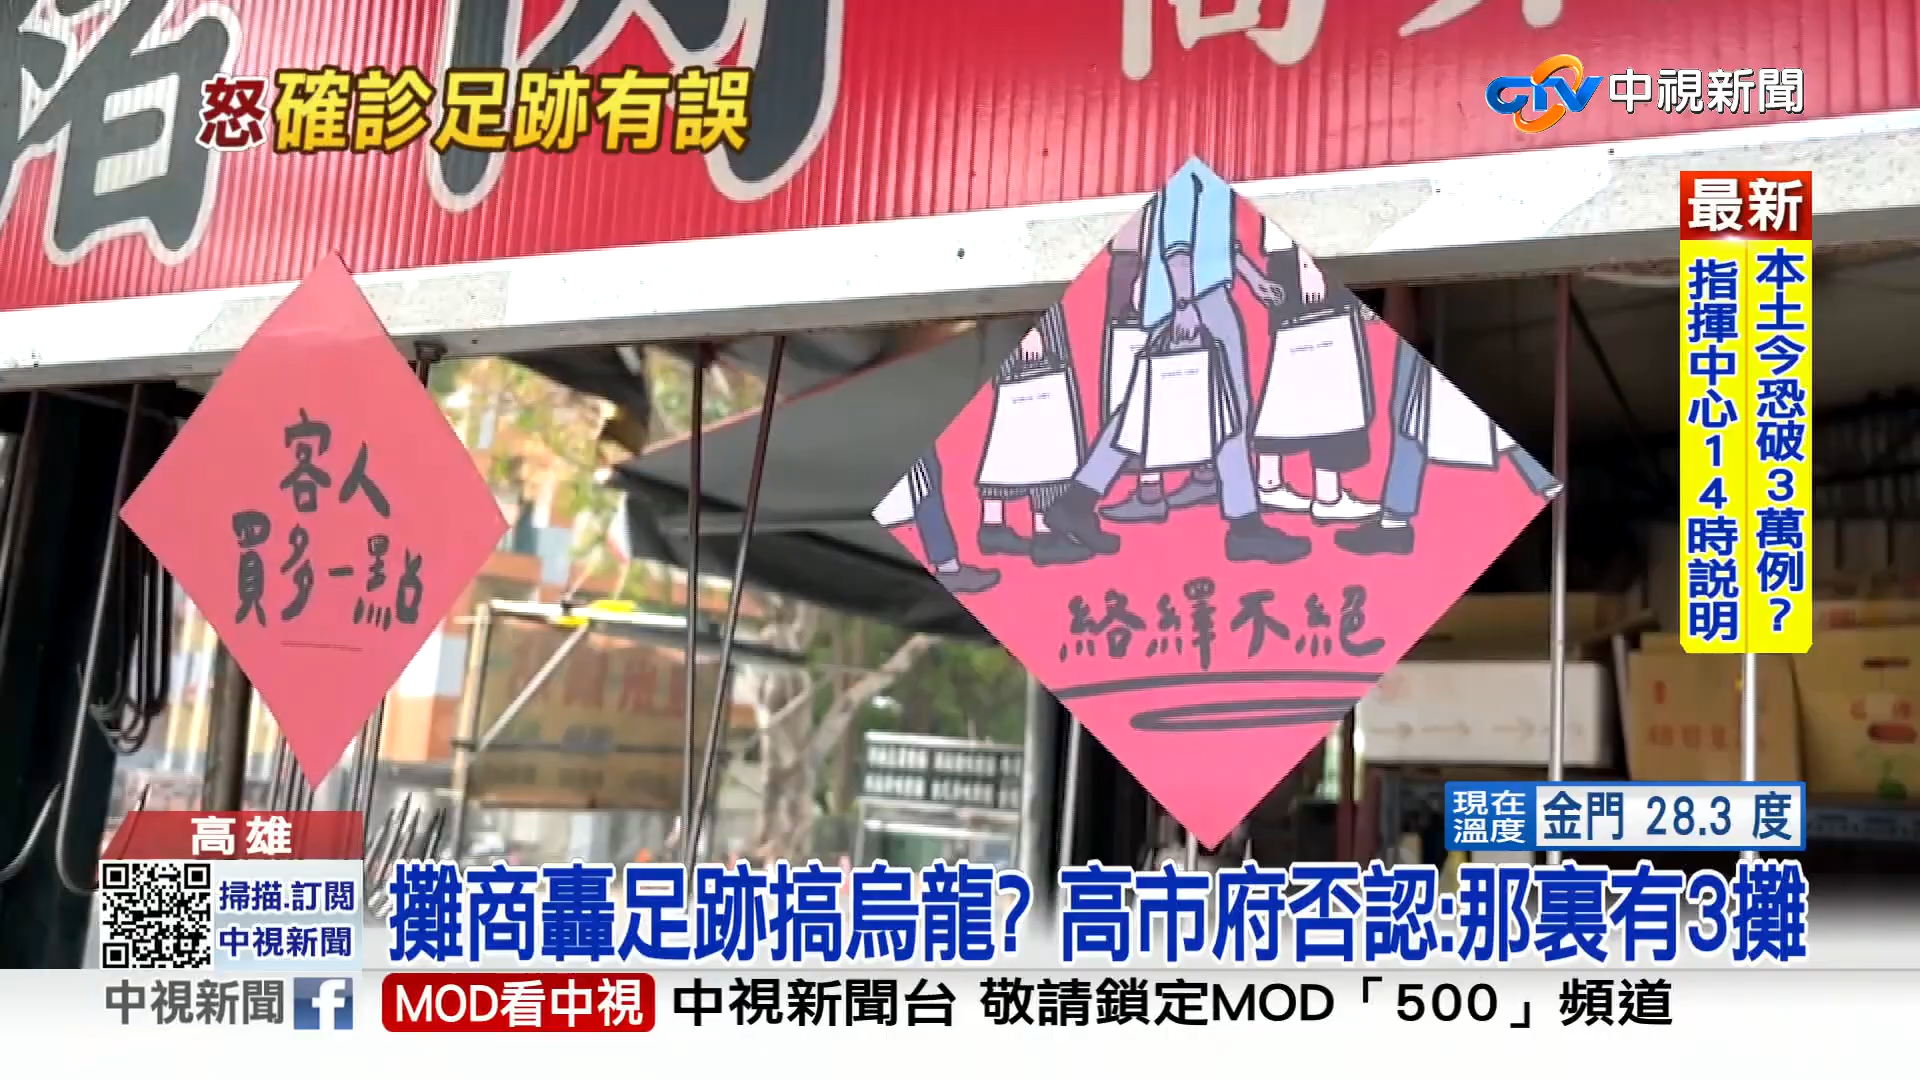 怒確診足跡有誤
CTV中視新聞
最新
本土今恐破3萬例?
指揮中心14時說明
客人
買多一點
絡繹不絕
現在溫度
金門 28.3 度
高雄
掃描.訂閱
中視新聞
攤商轟足跡搞烏龍? 高市府否認:那裏有3攤
中視新聞
MOD看中視 中視新聞台 敬請鎖定MOD「500」頻道